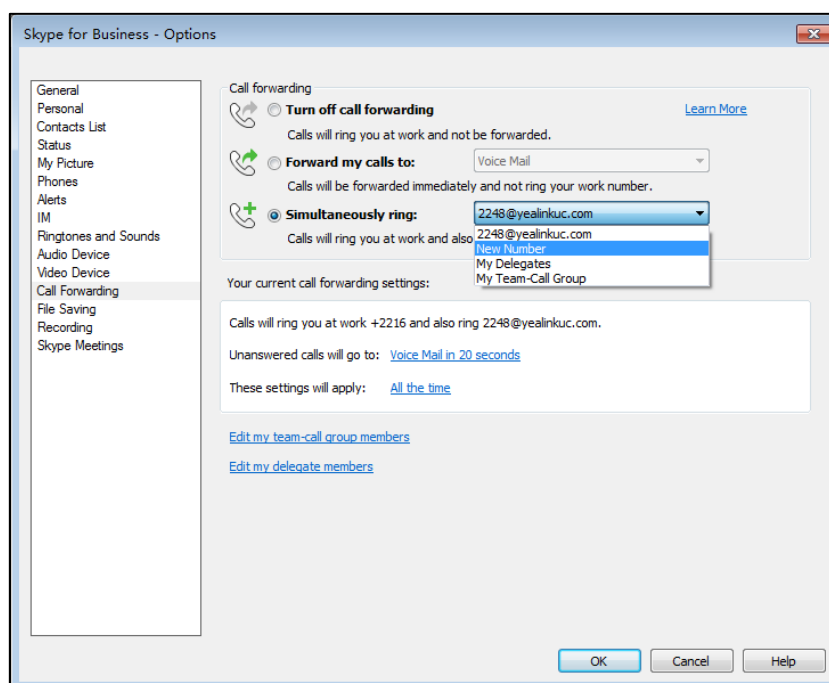 Skype for Business - Options
General
Personal
Contacts List
Status
My Picture
Phones
Alerts
IM
Ringtones and Sounds
Audio Device
Video Device
Call Forwarding
File Saving
Recording
Skype Meetings
Call forwarding
Turn off call forwarding
Learn More
Calls will ring you at work and not be forwarded.
Forward my calls to:
Voice Mail
Calls will be forwarded immediately and not ring your work number.
Simultaneously ring:
2248@yealinkuc.com
Calls will ring you at work and also
2248@yealinkuc.com
New Number
My Delegates
My Team-Call Group
Your current call forwarding settings:
Calls will ring you at work +2216 and also ring 2248@yealinkuc.com.
Unanswered calls will go to: Voice Mail in 20 seconds
These settings will apply: All the time
Edit my team-call group members
Edit my delegate members
OK
Cancel
Help